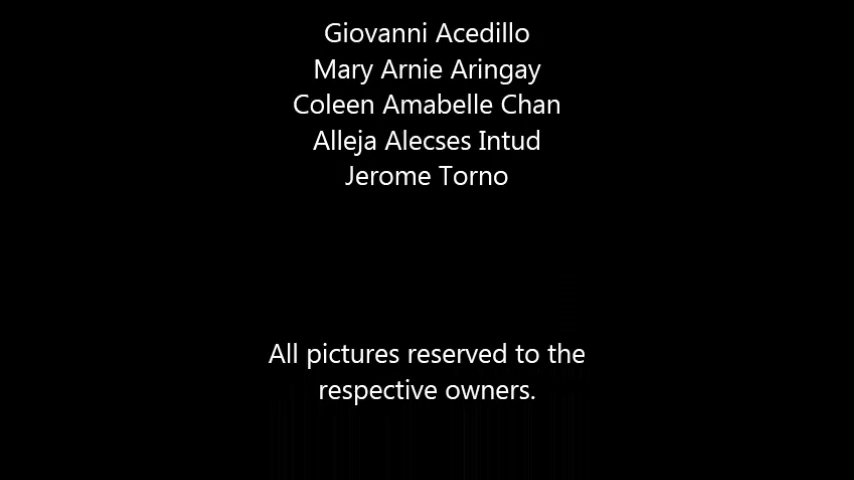 Giovanni Acedillo
Mary Arnie Aringay
Coleen Amabelle Chan
Alleja Alecses Intud
Jerome Torno
All pictures reserved to the
respective owners.